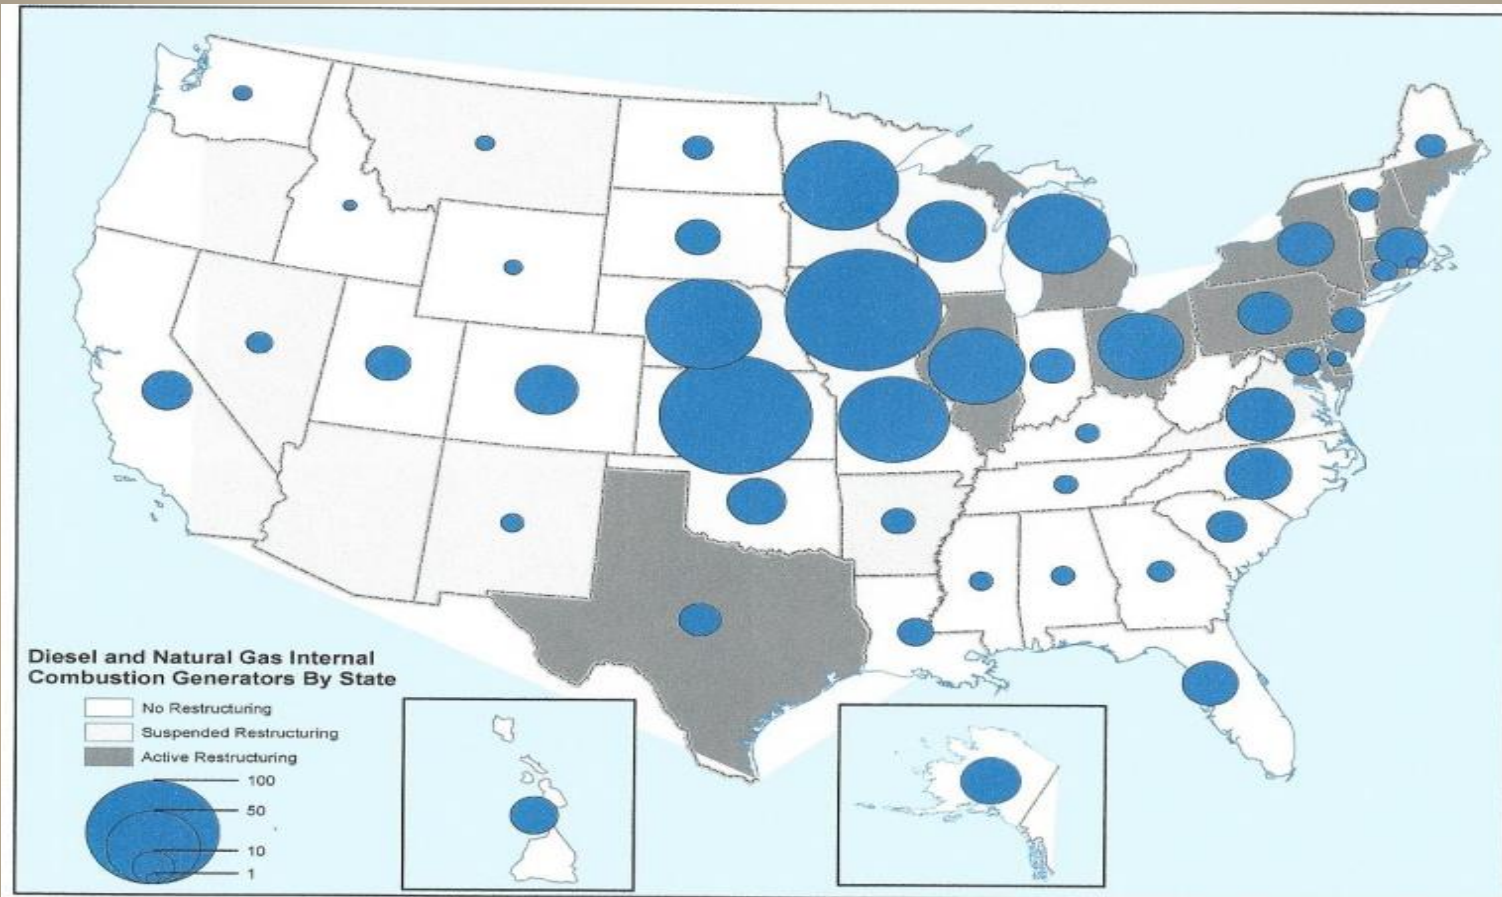 Diesel and Natural Gas Internal
Combustion Generators By State
No Restructuring
Suspended Restructuring
Active Restructuring
100
50
10
1